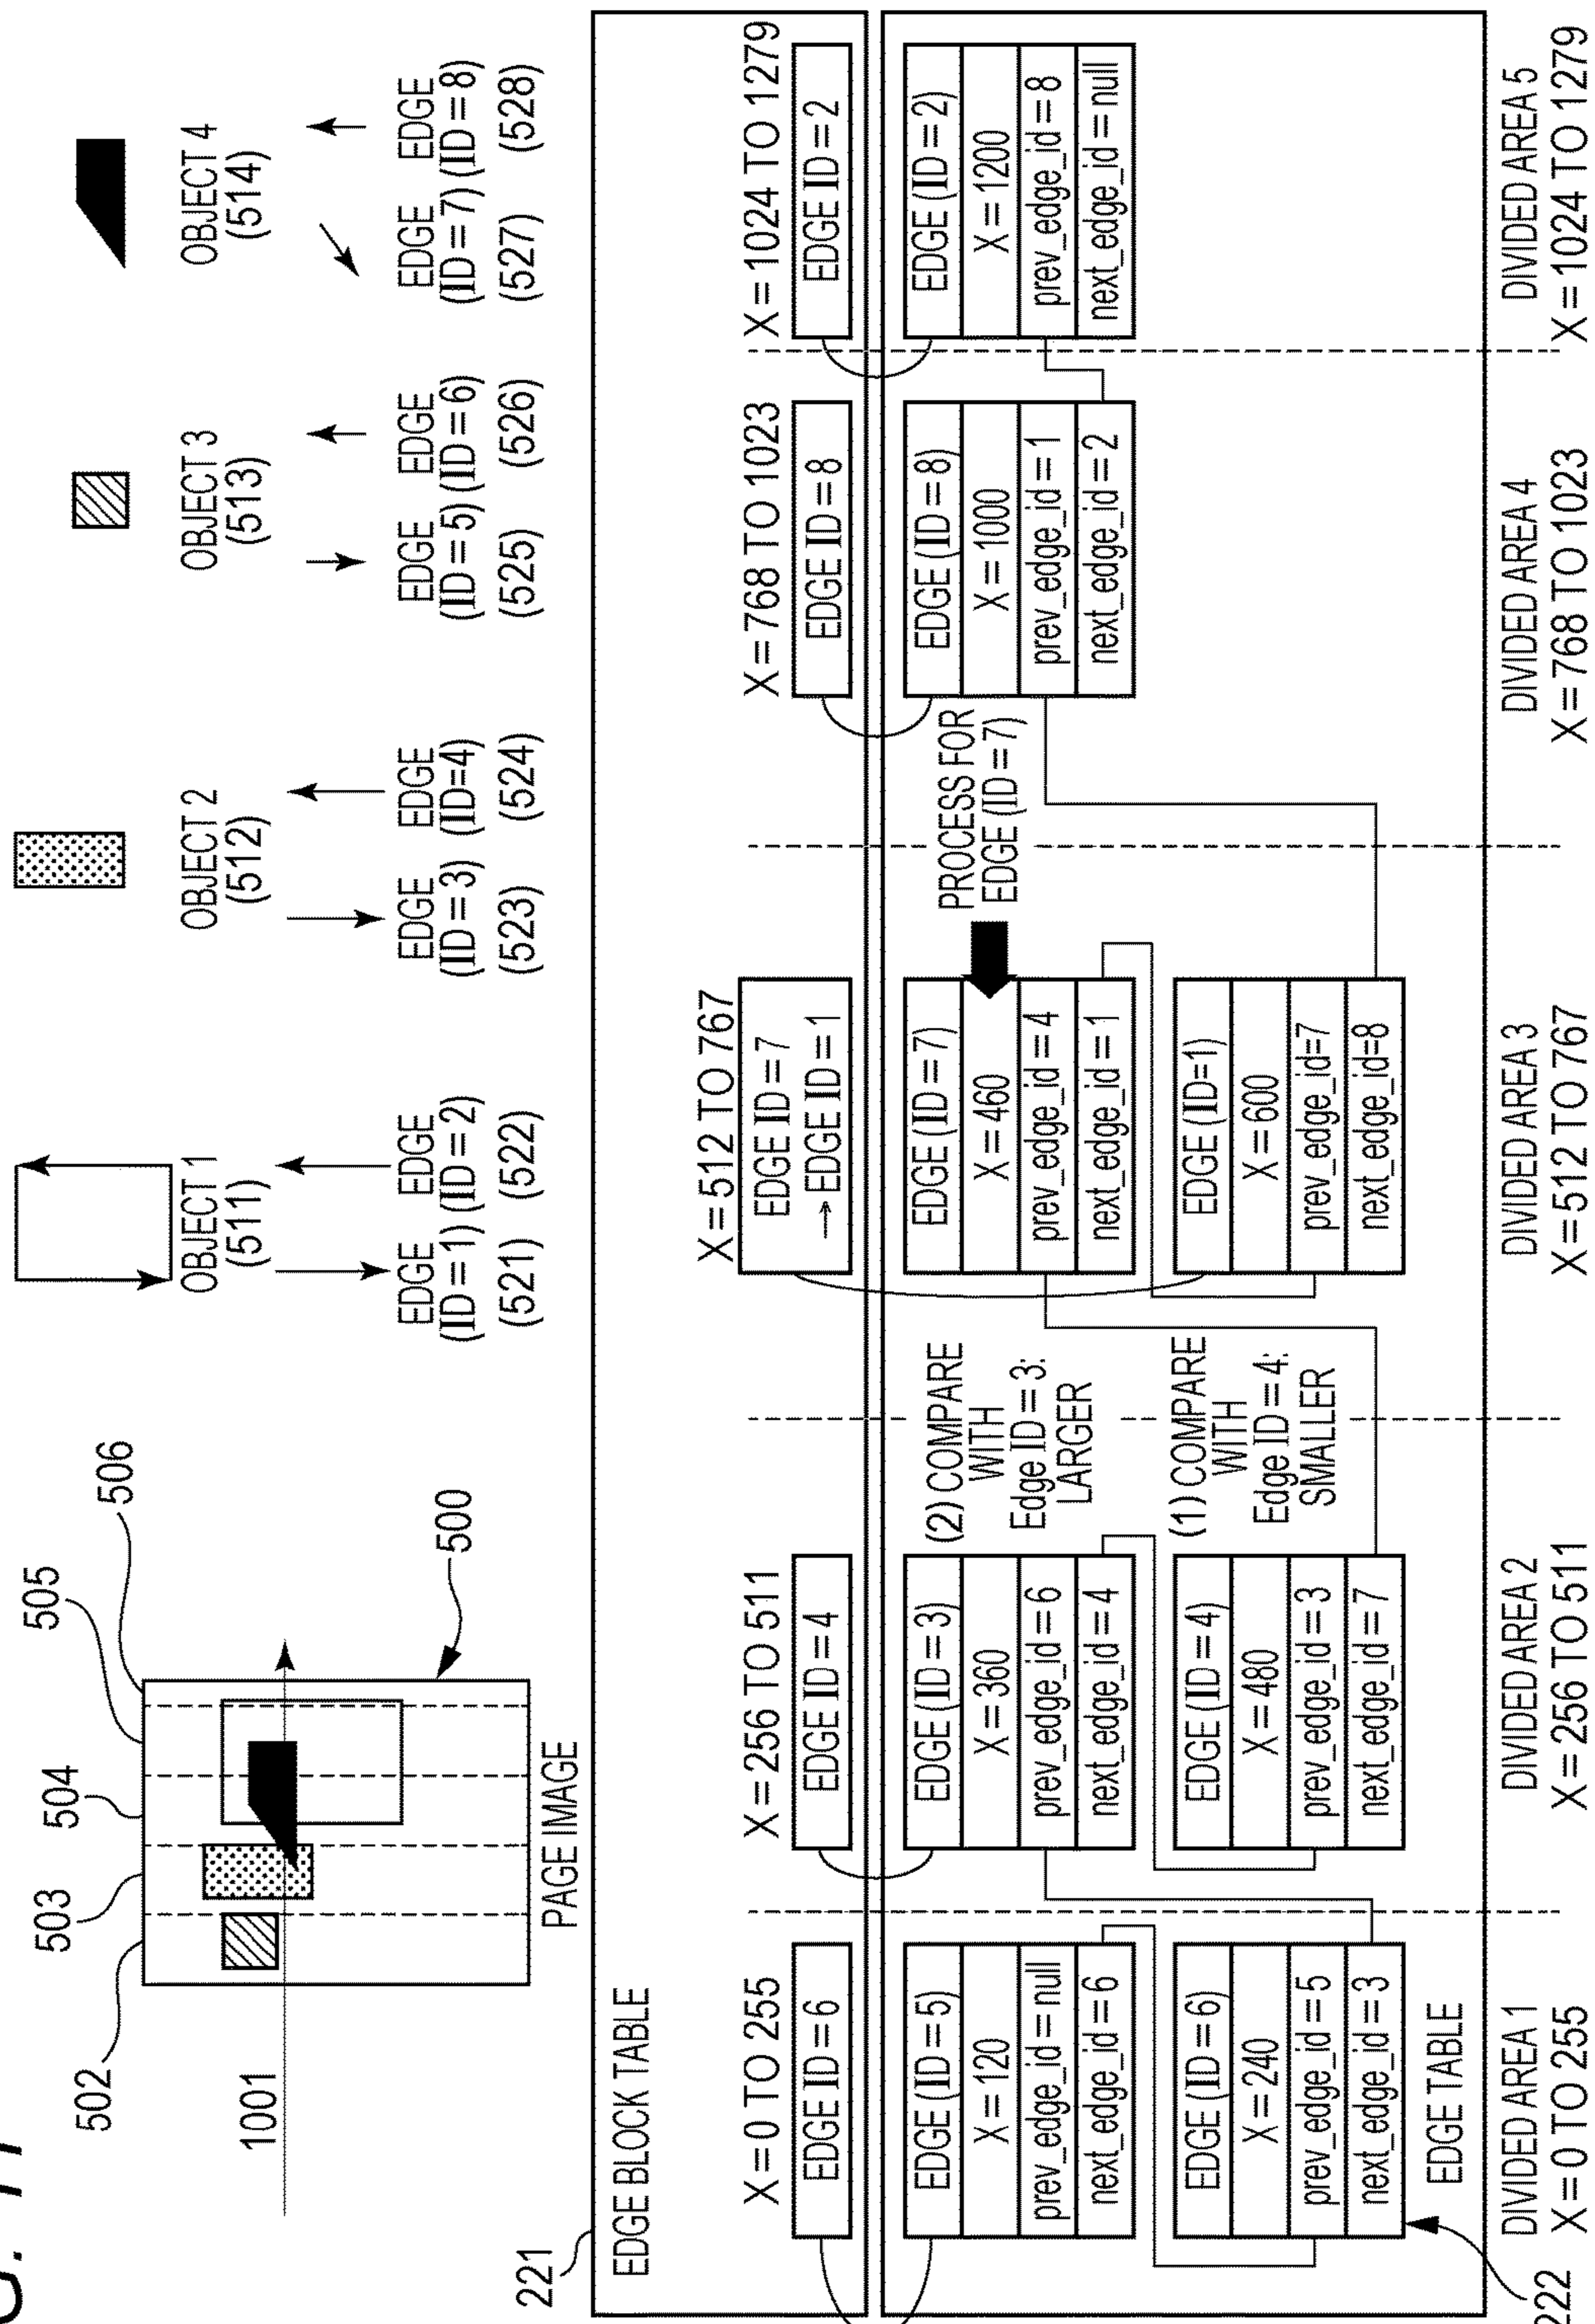 502
503
504
505
506
1001
500
PAGE IMAGE
OBJECT 1
(511)
EDGE
(ID = 1)
(521)
EDGE
(ID = 2)
(522)
OBJECT 2
(512)
EDGE
(ID = 3)
(523)
EDGE
(ID=4)
(524)
OBJECT 3
(513)
EDGE
(ID = 5)
(525)
EDGE
(ID = 6)
(526)
OBJECT 4
(514)
EDGE
(ID = 7)
(527)
EDGE
(ID = 8)
(528)
221
EDGE BLOCK TABLE
X = 0 TO 255
EDGE ID = 6
X = 256 TO 511
EDGE ID = 4
X = 512 TO 767
EDGE ID = 7
→ EDGE ID = 1
X = 768 TO 1023
EDGE ID = 8
X = 1024 TO 1279
EDGE ID = 2
EDGE (ID = 5)
X = 120
prev_edge_id = null
next_edge_id = 6
EDGE (ID = 6)
X = 240
prev_edge_id = 5
next_edge_id = 3
EDGE TABLE
222
EDGE (ID = 3)
X = 360
prev_edge_id = 6
next_edge_id = 4
EDGE (ID = 4)
X = 480
prev_edge_id = 3
next_edge_id = 7
(2) COMPARE
WITH
Edge ID = 3:
LARGER
(1) COMPARE
WITH
Edge ID = 4:
SMALLER
EDGE (ID = 7)
X = 460
prev_edge_id = 4
next_edge_id = 1
EDGE (ID=1)
X = 600
prev_edge_id=7
next_edge_id=8
PROCESS FOR
EDGE (ID = 7)
EDGE (ID = 8)
X = 1000
prev_edge_id = 1
next_edge_id = 2
EDGE (ID = 2)
X = 1200
prev_edge_id = 8
next_edge_id = null
DIVIDED AREA 1
X = 0 TO 255
DIVIDED AREA 2
X = 256 TO 511
DIVIDED AREA 3
X = 512 TO 767
DIVIDED AREA 4
X = 768 TO 1023
DIVIDED AREA 5
X = 1024 TO 1279